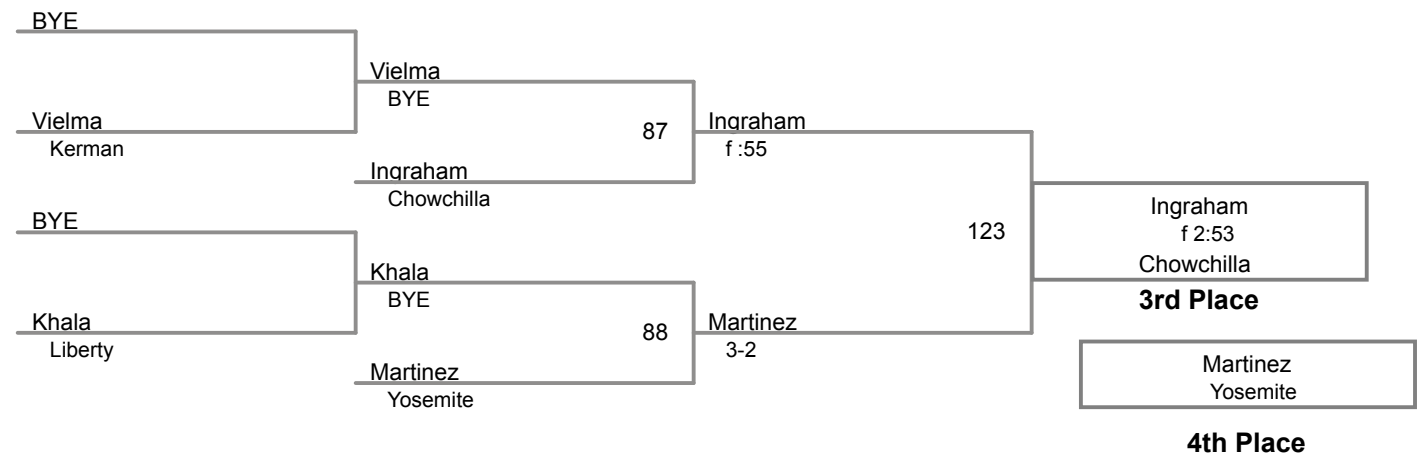 BYE
Vielma
BYE
Vielma
Kerman
87
Ingraham
f :55
Ingraham
Chowchilla
BYE
123
Ingraham
f 2:53
Chowchilla
3rd Place
Khala
BYE
Khala
Liberty
88
Martinez
3-2
Martinez
Yosemite
Martinez
Yosemite
4th Place